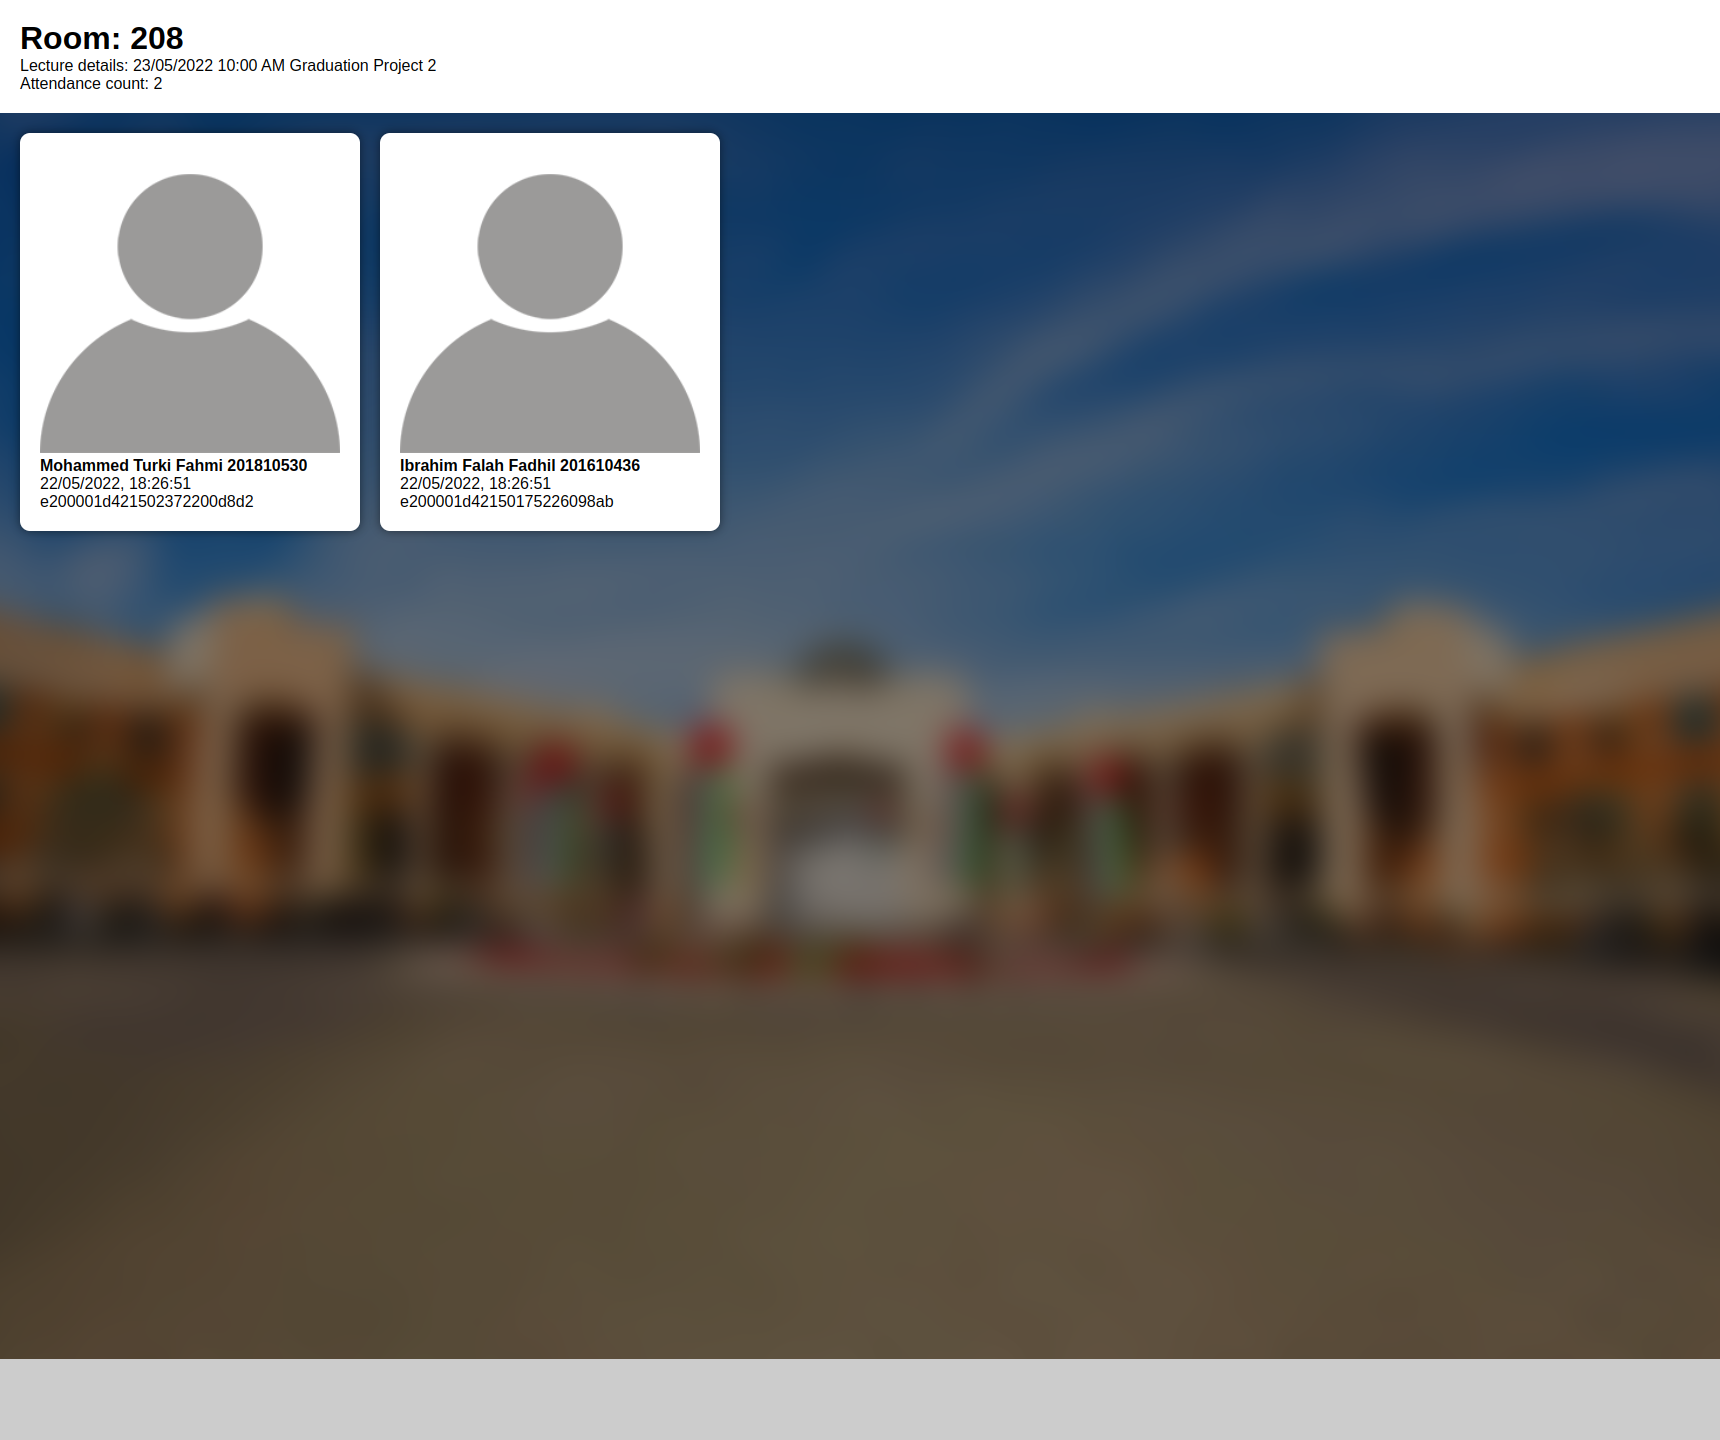 Room: 208
Lecture details: 23/05/2022 10:00 AM Graduation Project 2
Attendance count: 2
Mohammed Turki Fahmi 201810530
22/05/2022, 18:26:51
e200001d421502372200d8d2
Ibrahim Falah Fadhil 201610436
22/05/2022, 18:26:51
e200001d42150175226098ab